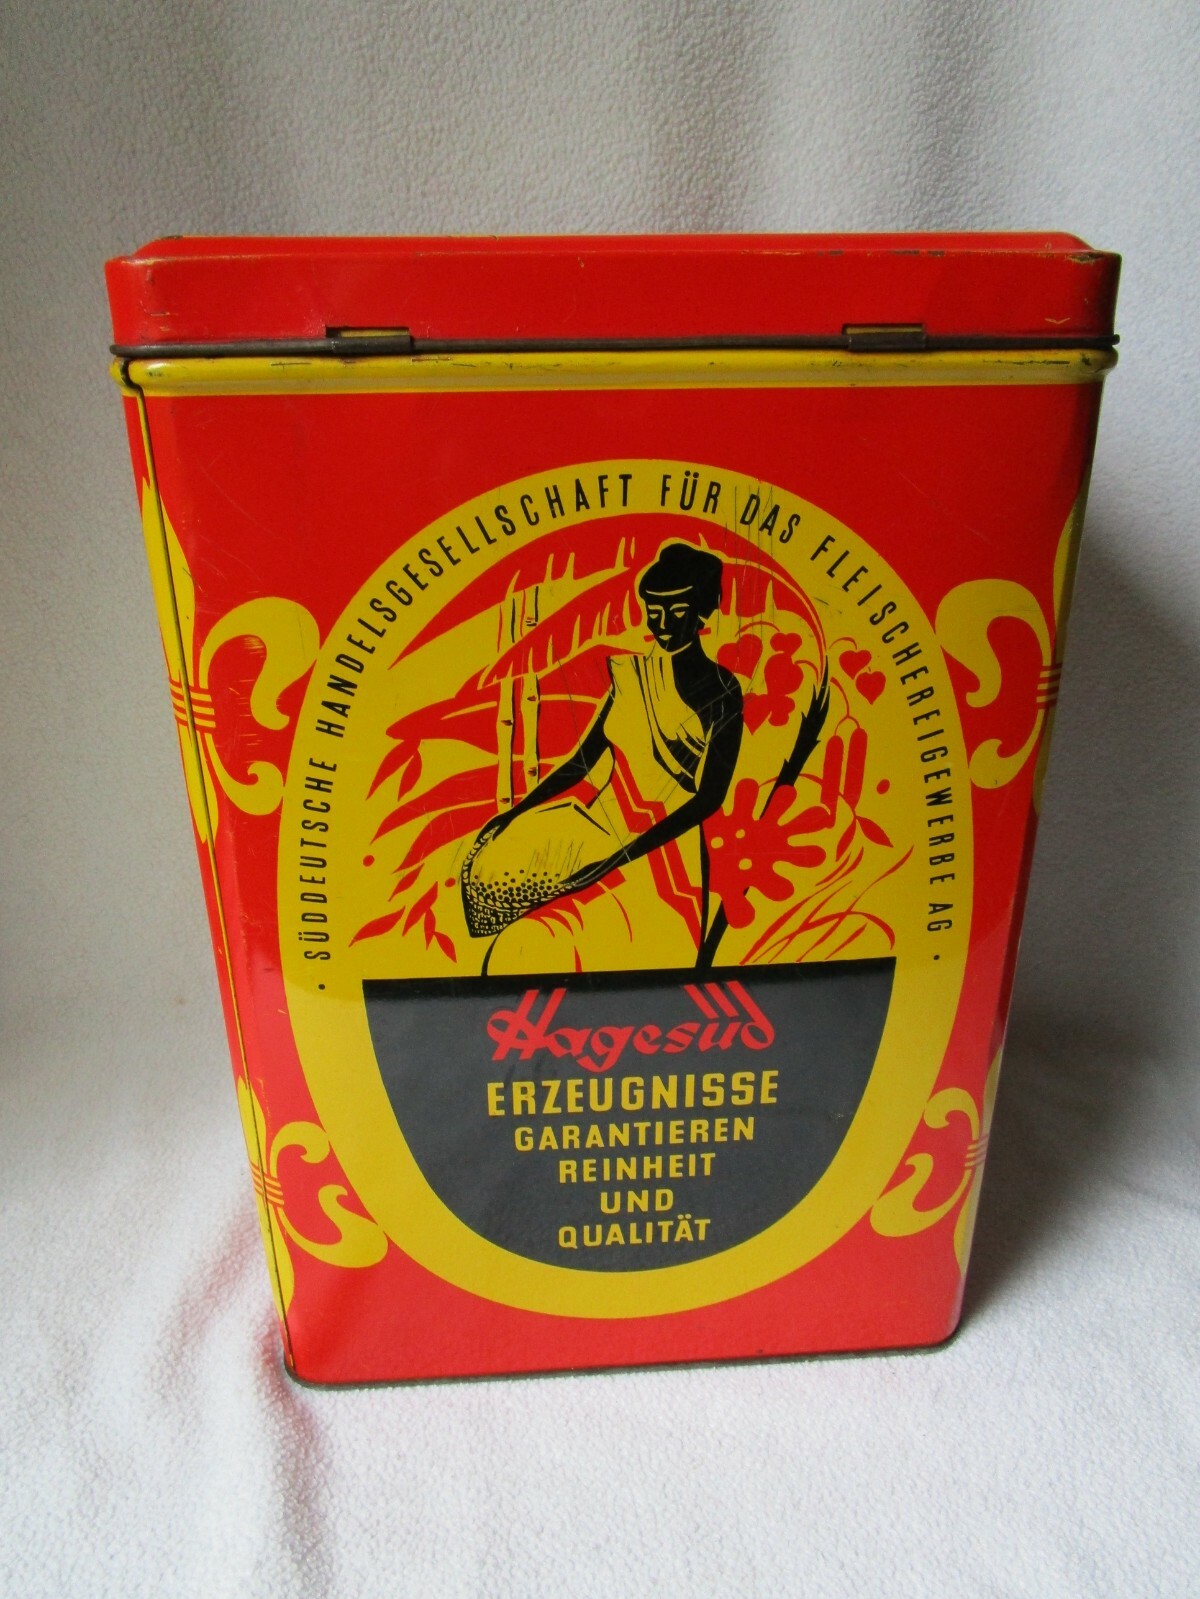 · SÜDDEUTSCHE HANDELSGESELLSCHAFT FÜR DAS FLEISCHEREIGEWERBE AG ·
Hagesüd
ERZEUGNISSE
GARANTIEREN
REINHEIT
UND
QUALITÄT